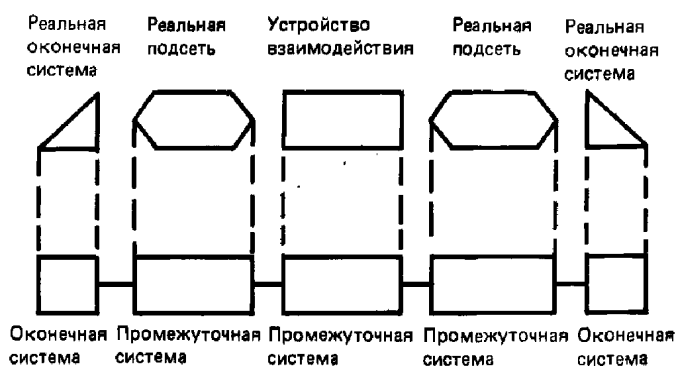 Реальная
оконечная
система
Реальная
подсеть
Устройство
взаимодействия
Реальная
подсеть
Реальная
оконечная
система
Оконечная
система
Промежуточная
система
Промежуточная
система
Промежуточная
система
Оконечная
система